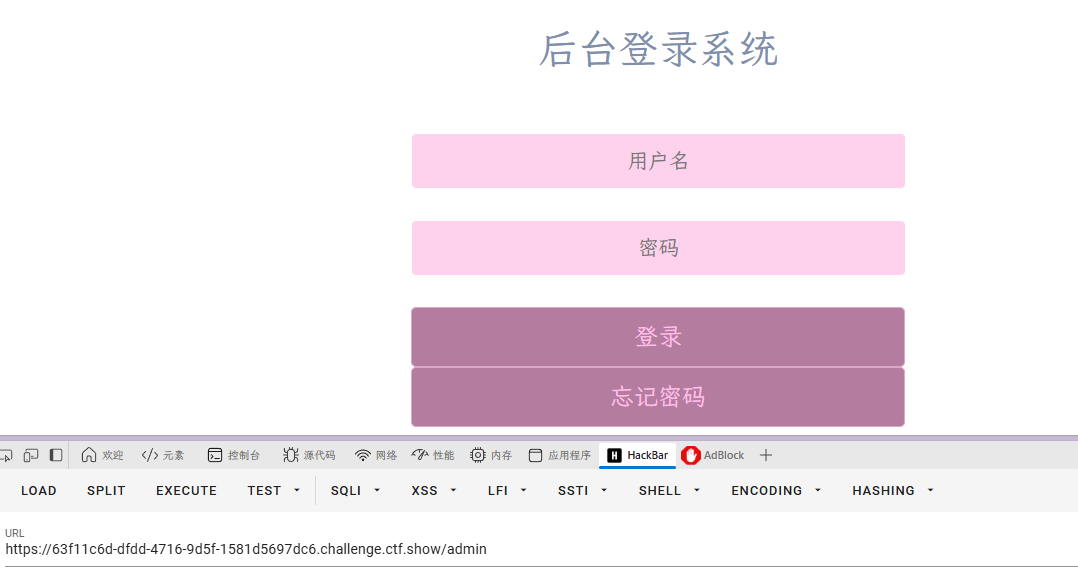 后台登录系统
用户名
密码
登录
忘记密码
欢迎 元素 控制台 源代码 网络 性能 内存 应用程序 H HackBar AdBlock
LOAD SPLIT EXECUTE TEST SQLI XSS LFI SSTI SHELL ENCODING HASHING
URL
https://63f11c6d-dfdd-4716-9d5f-1581d5697dc6.challenge.ctf.show/admin